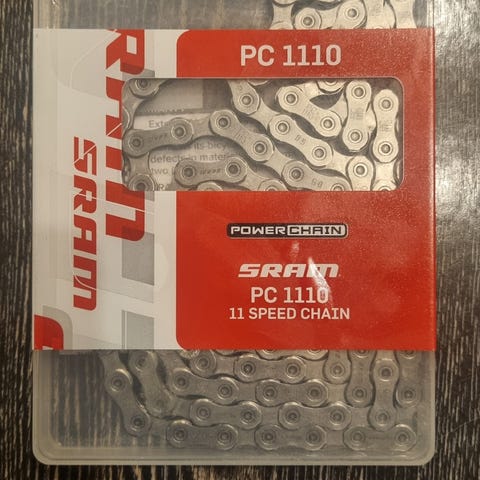 PC 1110
SRAM
POWERCHAIN
SRAM
PC 1110
11 SPEED CHAIN